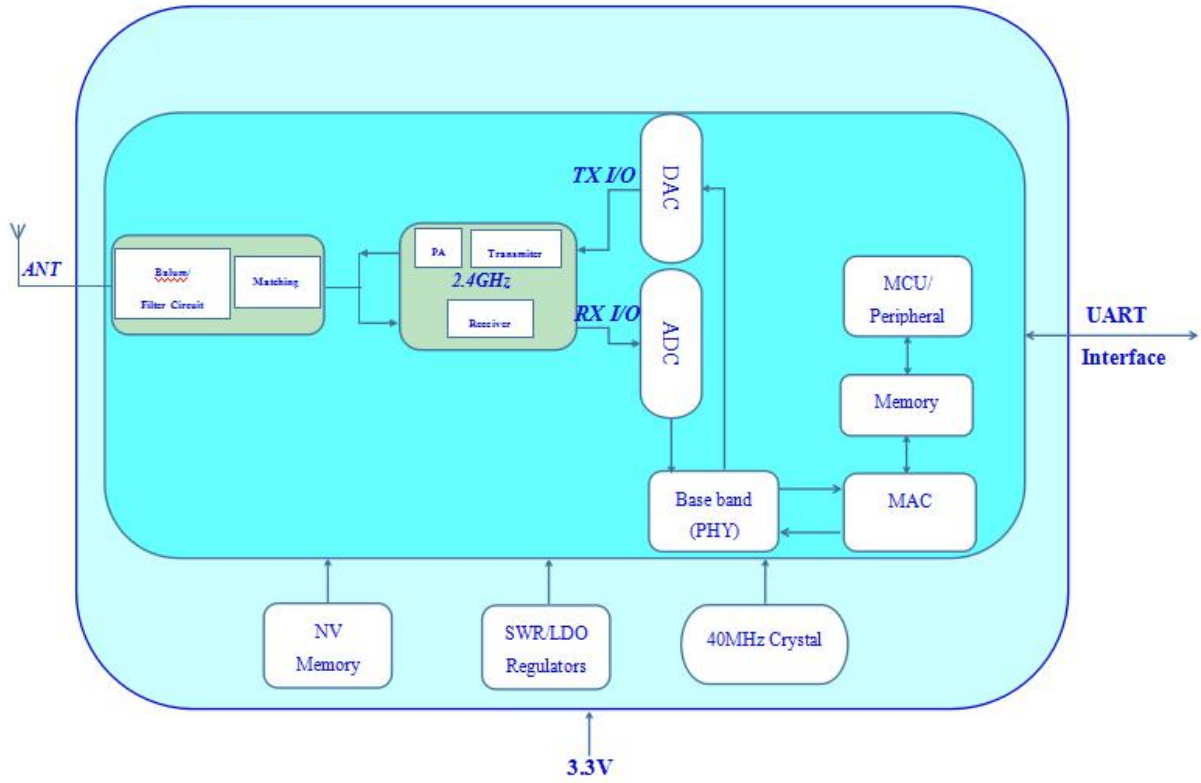 DAC
TX I/O
ANT
Balum/
Filter Circuit
Matching
PA
Transmiter
2.4GHz
Receiver
RX I/O
ADC
MCU/
Peripheral
UART
Interface
Memory
Base band
(PHY)
MAC
NV
Memory
SWR/LDO
Regulators
40MHz Crystal
3.3V